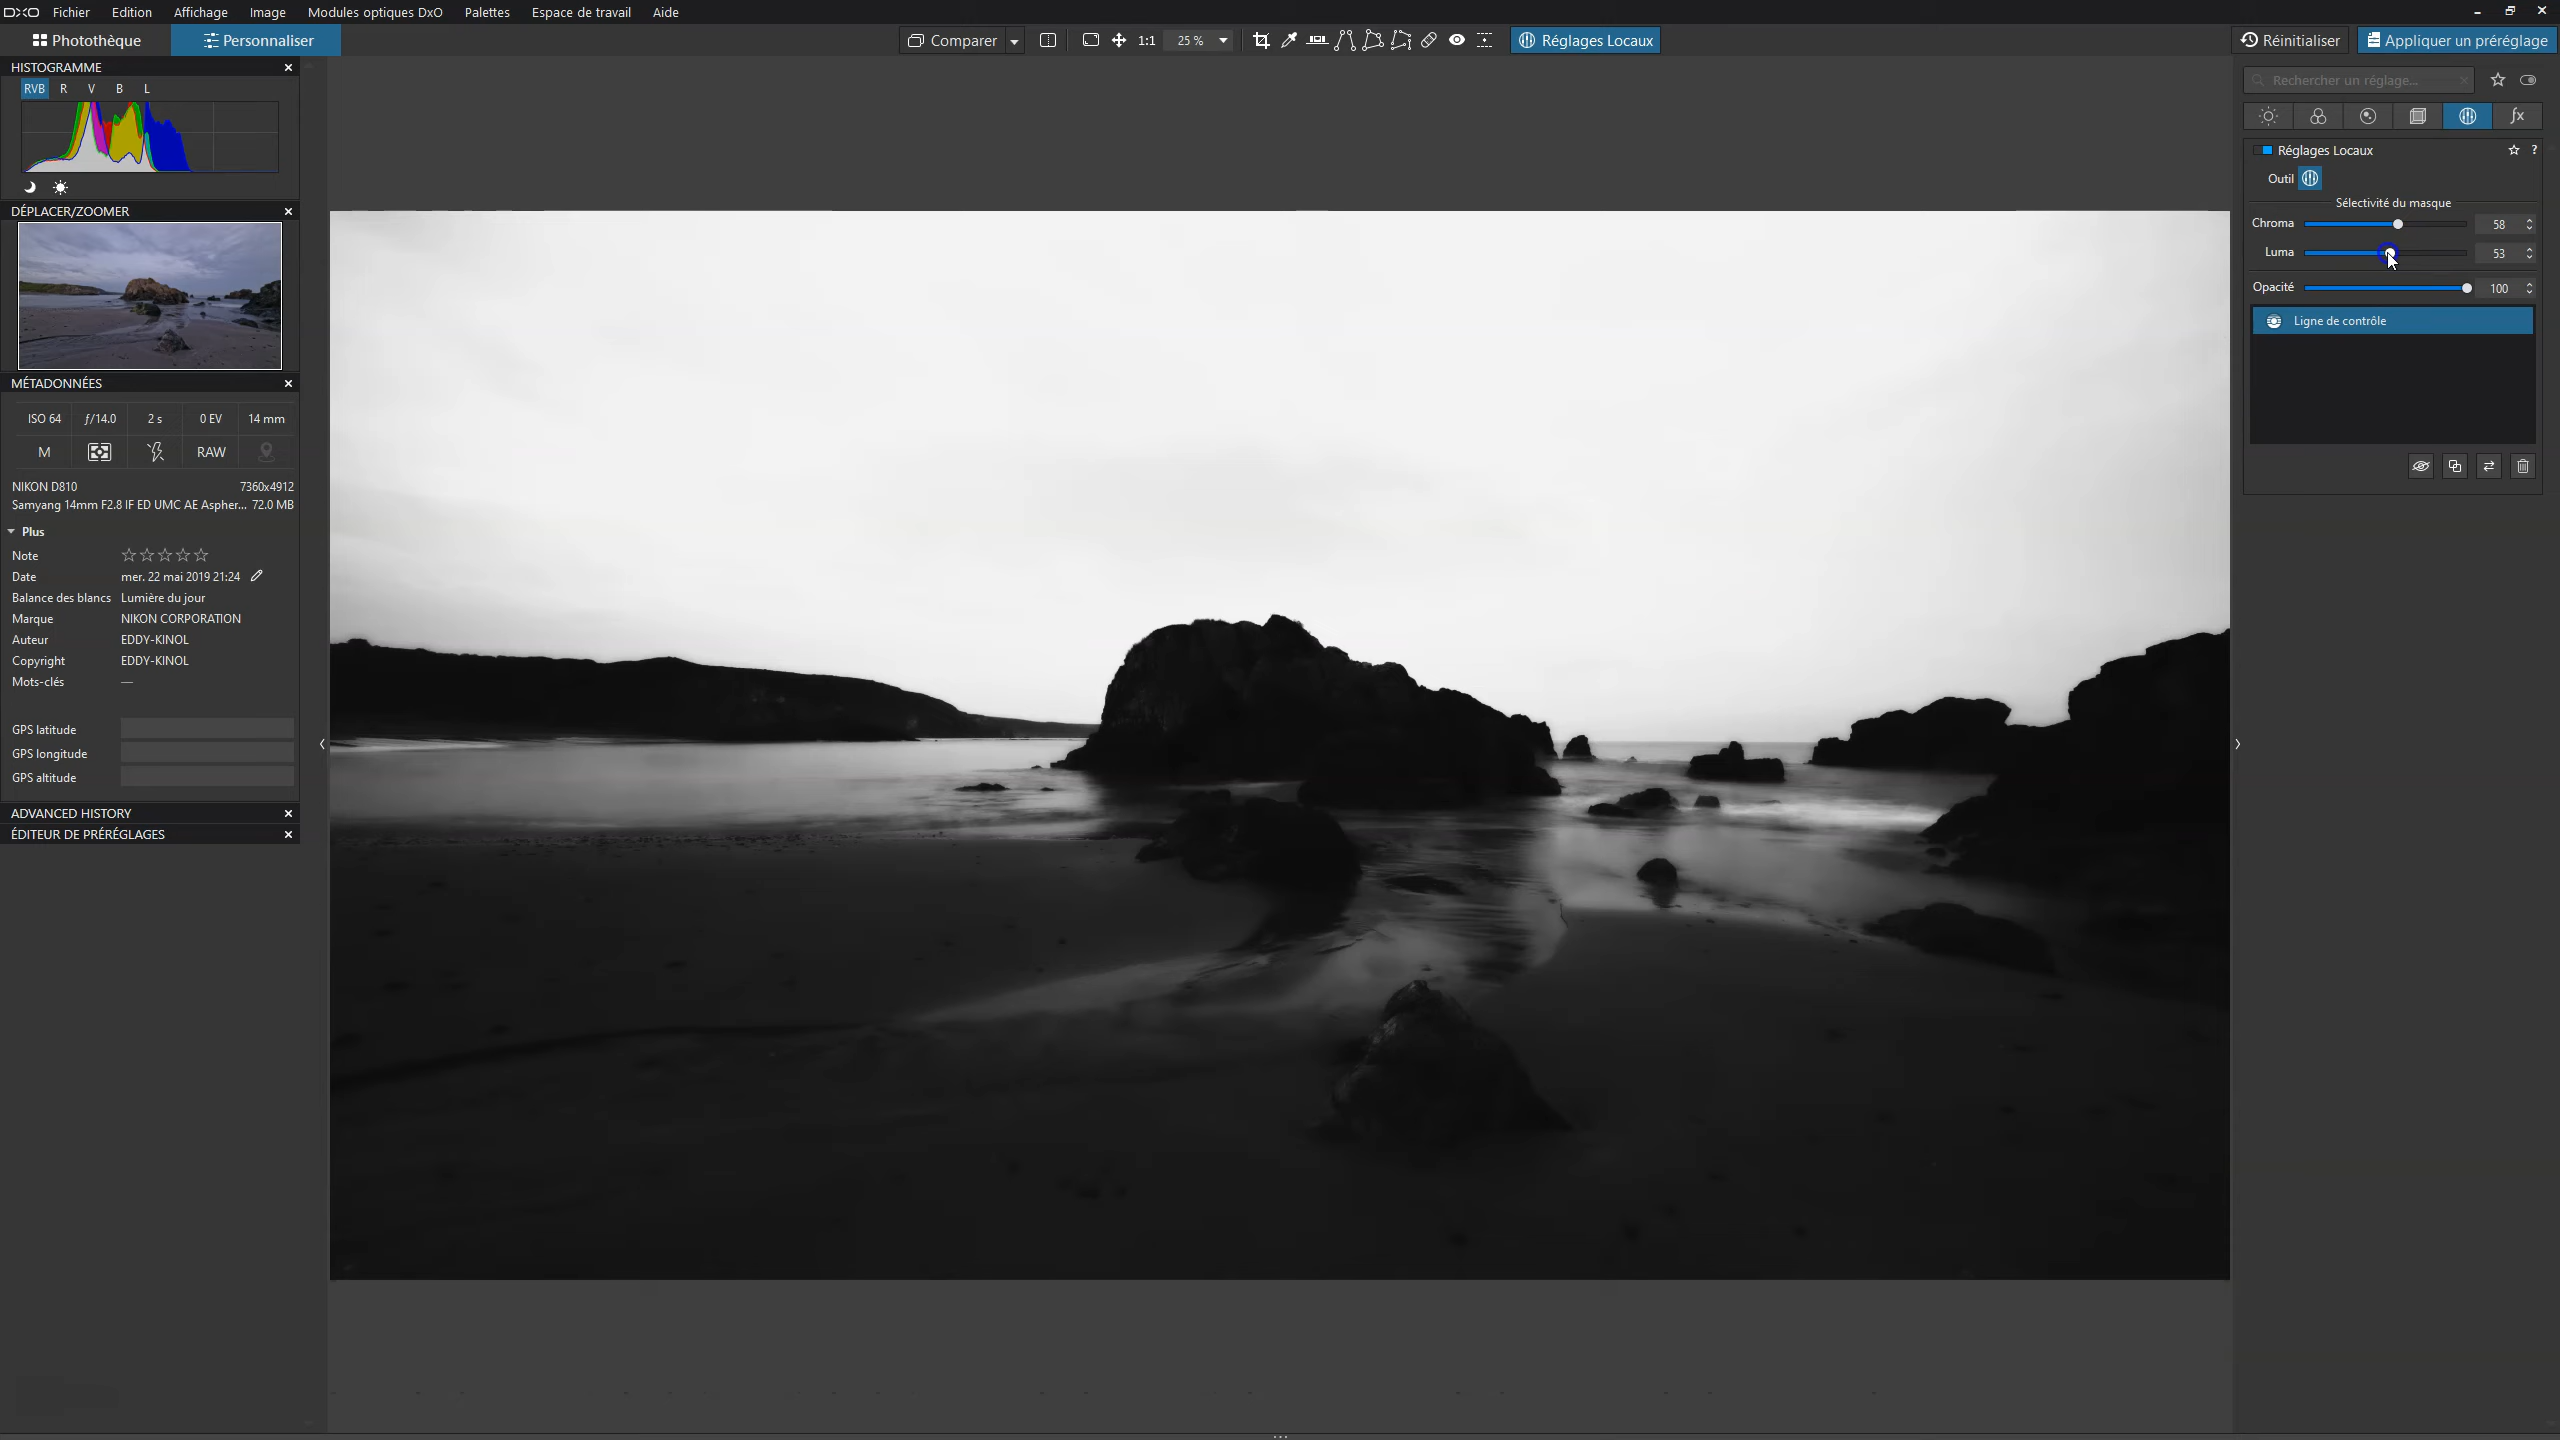 DXO Fichier Edition Affichage Image Modules optiques DxO Palettes Espace de travail Aide
Photothèque Personnaliser Comparer 1:1 25 % Réglages Locaux Réinitialiser Appliquer un préréglage
HISTOGRAMME
RVB R V B L
DÉPLACER/ZOOMER
MÉTADONNÉES
ISO 64 ƒ/14.0 2 s 0 EV 14 mm
M RAW
NIKON D810 7360x4912
Samyang 14mm F2.8 IF ED UMC AE Aspher... 72.0 MB
Plus
Note
Date mer. 22 mai 2019 21:24
Balance des blancs Lumière du jour
Marque NIKON CORPORATION
Auteur EDDY-KINOL
Copyright EDDY-KINOL
Mots-clés —
GPS latitude
GPS longitude
GPS altitude
ADVANCED HISTORY
ÉDITEUR DE PRÉRÉGLAGES
Rechercher un réglage...
fx
Réglages Locaux ?
Outil
Sélectivité du masque
Chroma 58
Luma 53
Opacité 100
Ligne de contrôle